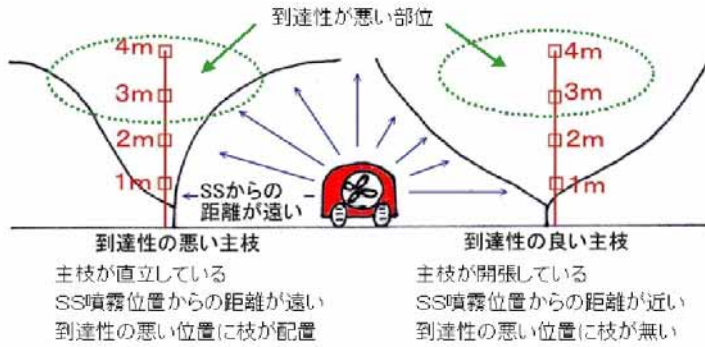 到達性が悪い部位
4m
3m
2m
1m
4m
3m
2m
1m
SSからの
距離が遠い
到達性の悪い主枝
主枝が直立している
SS噴霧位置からの距離が遠い
到達性の悪い位置に枝が配置
到達性の良い主枝
主枝が開張している
SS噴霧位置からの距離が近い
到達性の悪い位置に枝が無い